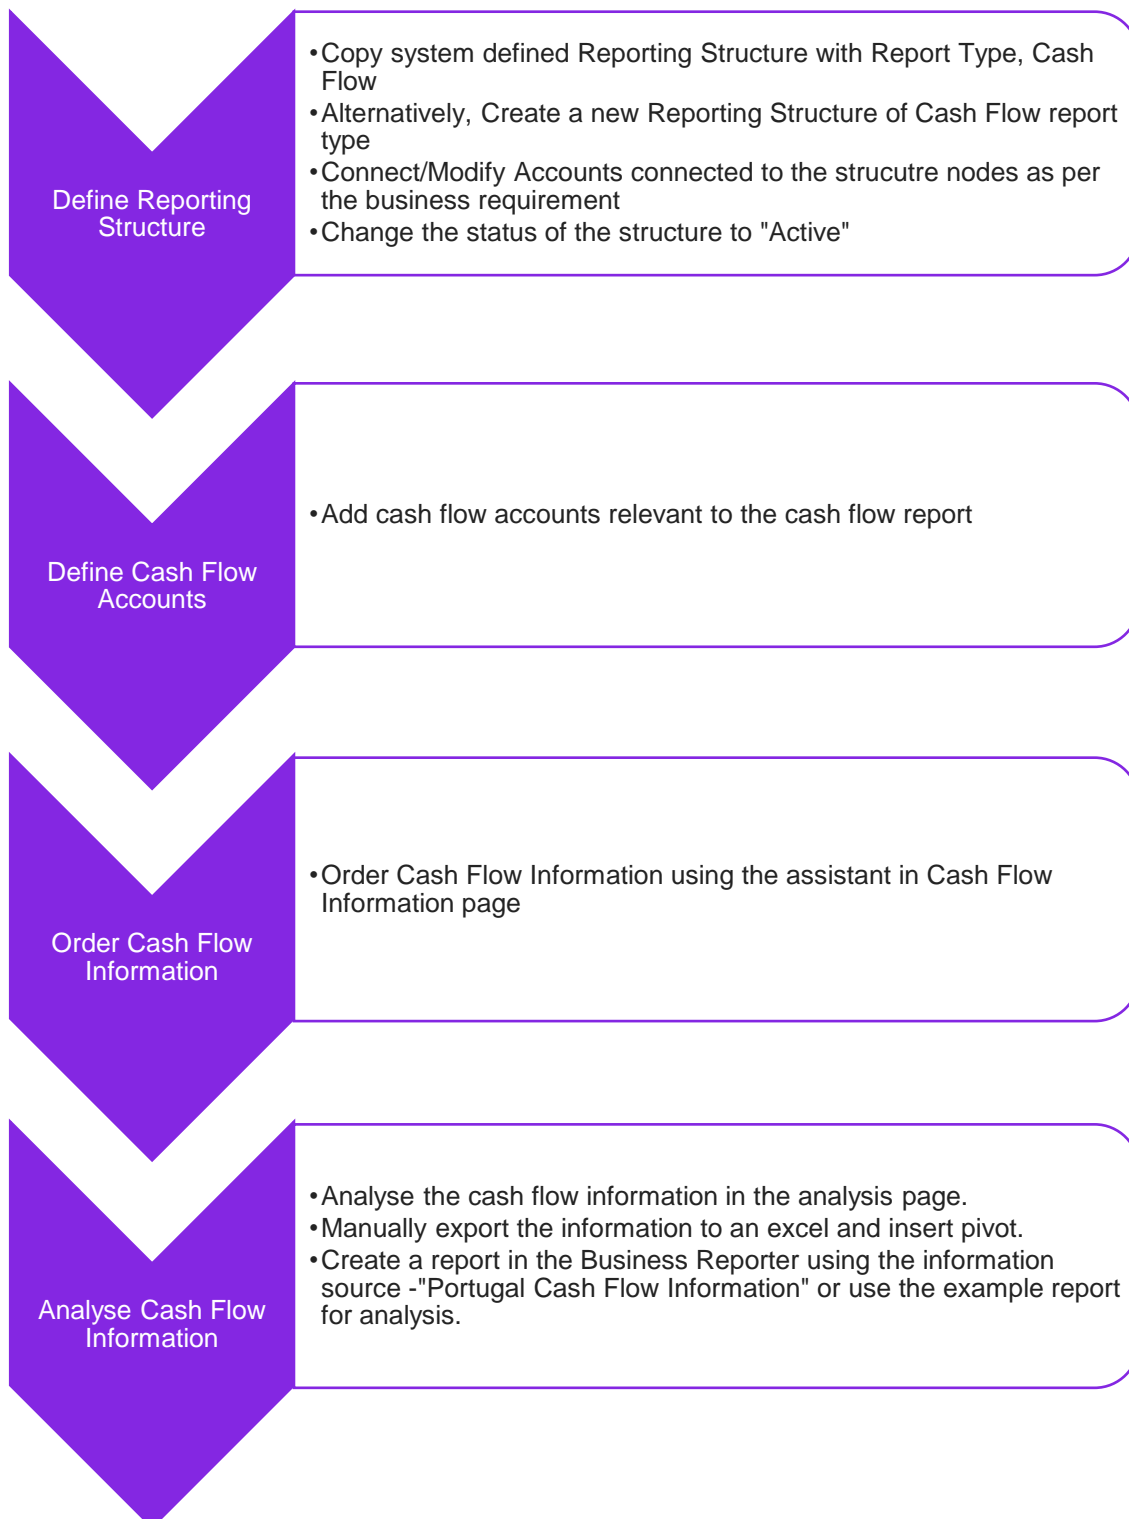 Define Reporting
Structure
•Copy system defined Reporting Structure with Report Type, Cash
Flow
•Alternatively, Create a new Reporting Structure of Cash Flow report
type
•Connect/Modify Accounts connected to the strucutre nodes as per
the business requirement
•Change the status of the structure to "Active"
Define Cash Flow
Accounts
•Add cash flow accounts relevant to the cash flow report
Order Cash Flow
Information
•Order Cash Flow Information using the assistant in Cash Flow
Information page
Analyse Cash Flow
Information
•Analyse the cash flow information in the analysis page.
•Manually export the information to an excel and insert pivot.
•Create a report in the Business Reporter using the information
source -"Portugal Cash Flow Information" or use the example report
for analysis.